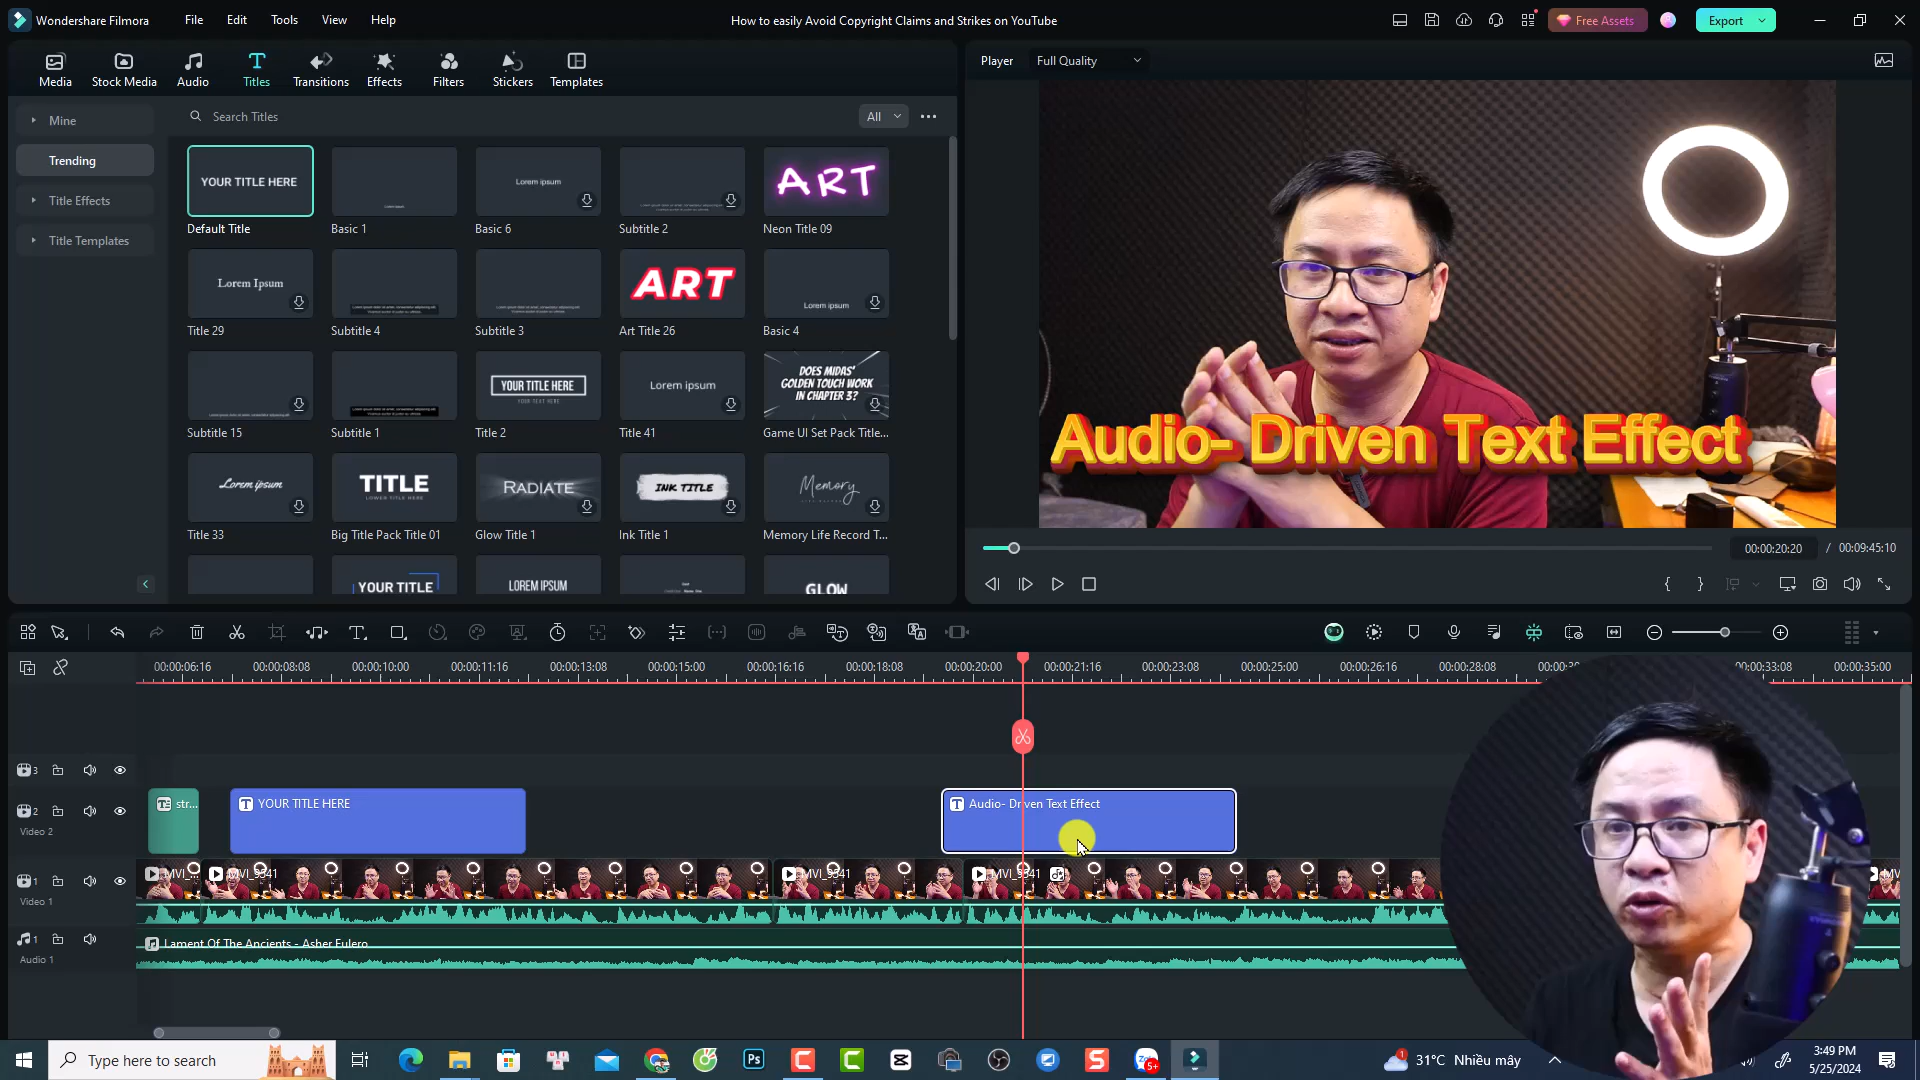 Wondershare Filmora
File
Edit
Tools
View
Help
How to easily Avoid Copyright Claims and Strikes on YouTube
Free Assets
Export
Media
Stock Media
Audio
Titles
Transitions
Effects
Filters
Stickers
Templates
Player
Full Quality
Mine
Trending
Title Effects
Title Templates
Search Titles
All
YOUR TITLE HERE
Lorem ipsum
ART
Default Title
Basic 1
Basic 6
Subtitle 2
Neon Title 09
Lorem Ipsum
ART
Lorem ipsum
Title 29
Subtitle 4
Subtitle 3
Art Title 26
Basic 4
YOUR TITLE HERE
Lorem ipsum
DOES MIDAS'
GOLDEN TOUCH WORK
IN CHAPTER 3?
Subtitle 15
Subtitle 1
Title 2
Title 41
Game UI Set Pack Title...
Lorem ipsum
TITLE
RADIATE
INK TITLE
Memory
Title 33
Big Title Pack Title 01
Glow Title 1
Ink Title 1
Memory Life Record T...
YOUR TITLE
LOREM IPSUM
GLOW
Audio- Driven Text Effect
00:00:20:20 / 00:09:45:10
00:00:06:16
00:00:08:08
00:00:10:00
00:00:11:16
00:00:13:08
00:00:15:00
00:00:16:16
00:00:18:08
00:00:20:00
00:00:21:16
00:00:23:08
00:00:25:00
00:00:26:16
00:00:28:08
00:00:33:08
00:00:35:00
3
2
Video 2
str...
YOUR TITLE HERE
Audio- Driven Text Effect
1
Video 1
MVI_...
MVI_9541
MVI_9541
MVI_9541
1
Audio 1
Lament Of The Ancients - Asher Fulero
Type here to search
Ps
5+
1
31°C Nhiều mây
3:49 PM
5/25/2024